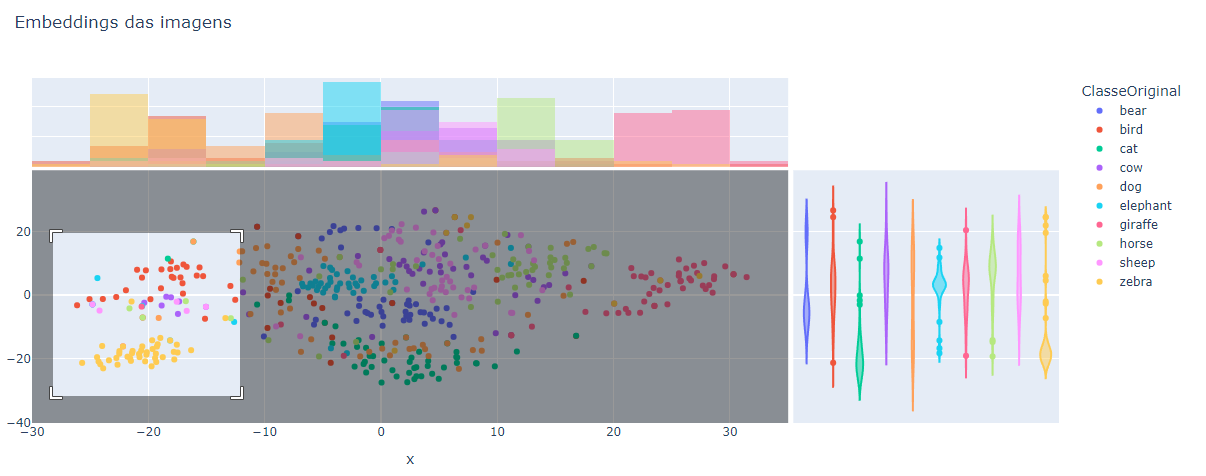 Embeddings das imagens
ClasseOriginal
bear
bird
cat
cow
dog
elephant
giraffe
horse
sheep
zebra
20
0
−20
−40
−30
−20
−10
0
10
20
30
x